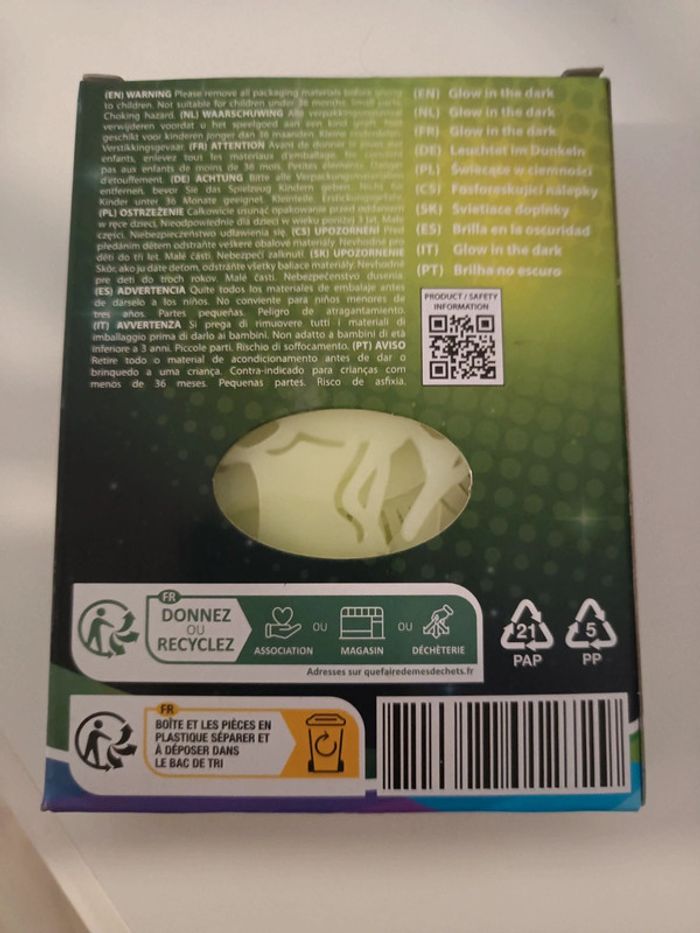 (EN) WARNING Please remove all packaging materials before giving
to children. Not suitable for children under 36 months. Small parts.
Choking hazard. (NL) WAARSCHUWING Alle verpakkingsmaterialen
verwijderen voordat u het speelgoed aan een kind geeft. Niet
geschikt voor kinderen jonger dan 36 maanden. Kleine onderdelen.
Verstikkingsgevaar. (FR) ATTENTION Avant de donner le jouet aux
enfants, enlevez tout les materiaux d'emballage. Ne convient
pas aux enfants de moins de 36 mois. Petites éléments. Danger
d'étouffement. (DE) ACHTUNG Bitte alle Verpackungsmaterialien
entfernen, bevor Sie das Spielzeug Kindern geben. Nicht für
Kinder unter 36 Monate geeignet. Kleinteile. Erstickungsgefahr.
(PL) OSTRZEŻENIE Całkowicie usunąć opakowanie przed oddaniem
w ręce dzieci. Nieodpowiednie dla dzieci w wieku poniżej 3 lat. Małe
części. Niebezpieczeństwo udławienia się. (CS) UPOZORNĚNÍ Před
předáním dětem odstraňte veškeré obalové materiály. Nevhodné pro
děti do tří let. Malé části. Nebezpečí zalknutí. (SK) UPOZORNENIE
Skôr, ako ju dáte deťom, odstráňte všetky baliace materály. Nevhodné
pre deti do troch rokov. Malé časti. Nebezpečenstvo dusenia.
(ES) ADVERTENCIA Quite todos los materiales de embalaje antes
de dárselo a los niños. No conviente para niños menores de
tres años. Partes pequeñas. Peligro de atragantamiento.
(IT) AVVERTENZA Si prega di rimuovere tutti i materiali di
imballaggio prima di darlo ai bambini. Non adatto a bambini di età
inferiore a 3 anni. Piccole parti. Rischio di soffocamento. (PT) AVISO
Retire todo o material de acondicionamento antes de dar o
brinquedo a uma criança. Contra-indicado para crianças com
menos de 36 meses. Pequenas partes. Risco de asfixia.
(EN) Glow in the dark
(NL) Glow in the dark
(FR) Glow in the dark
(DE) Leuchtet im Dunkeln
(PL) Świecące w ciemności
(CS) Fosforeskující nálepky
(SK) Svietiace doplnky
(ES) Brilla en la oscuridad
(IT) Glow in the dark
(PT) Brilha no escuro
PRODUCT / SAFETY
INFORMATION
FR
DONNEZ
OU
RECYCLEZ
ASSOCIATION
OU
MAGASIN
OU
DÉCHÈTERIE
Adresses sur quefairedemesdechets.fr
21
PAP
5
PP
FR
BOÎTE ET LES PIÈCES EN
PLASTIQUE SÉPARER ET
À DÉPOSER DANS
LE BAC DE TRI